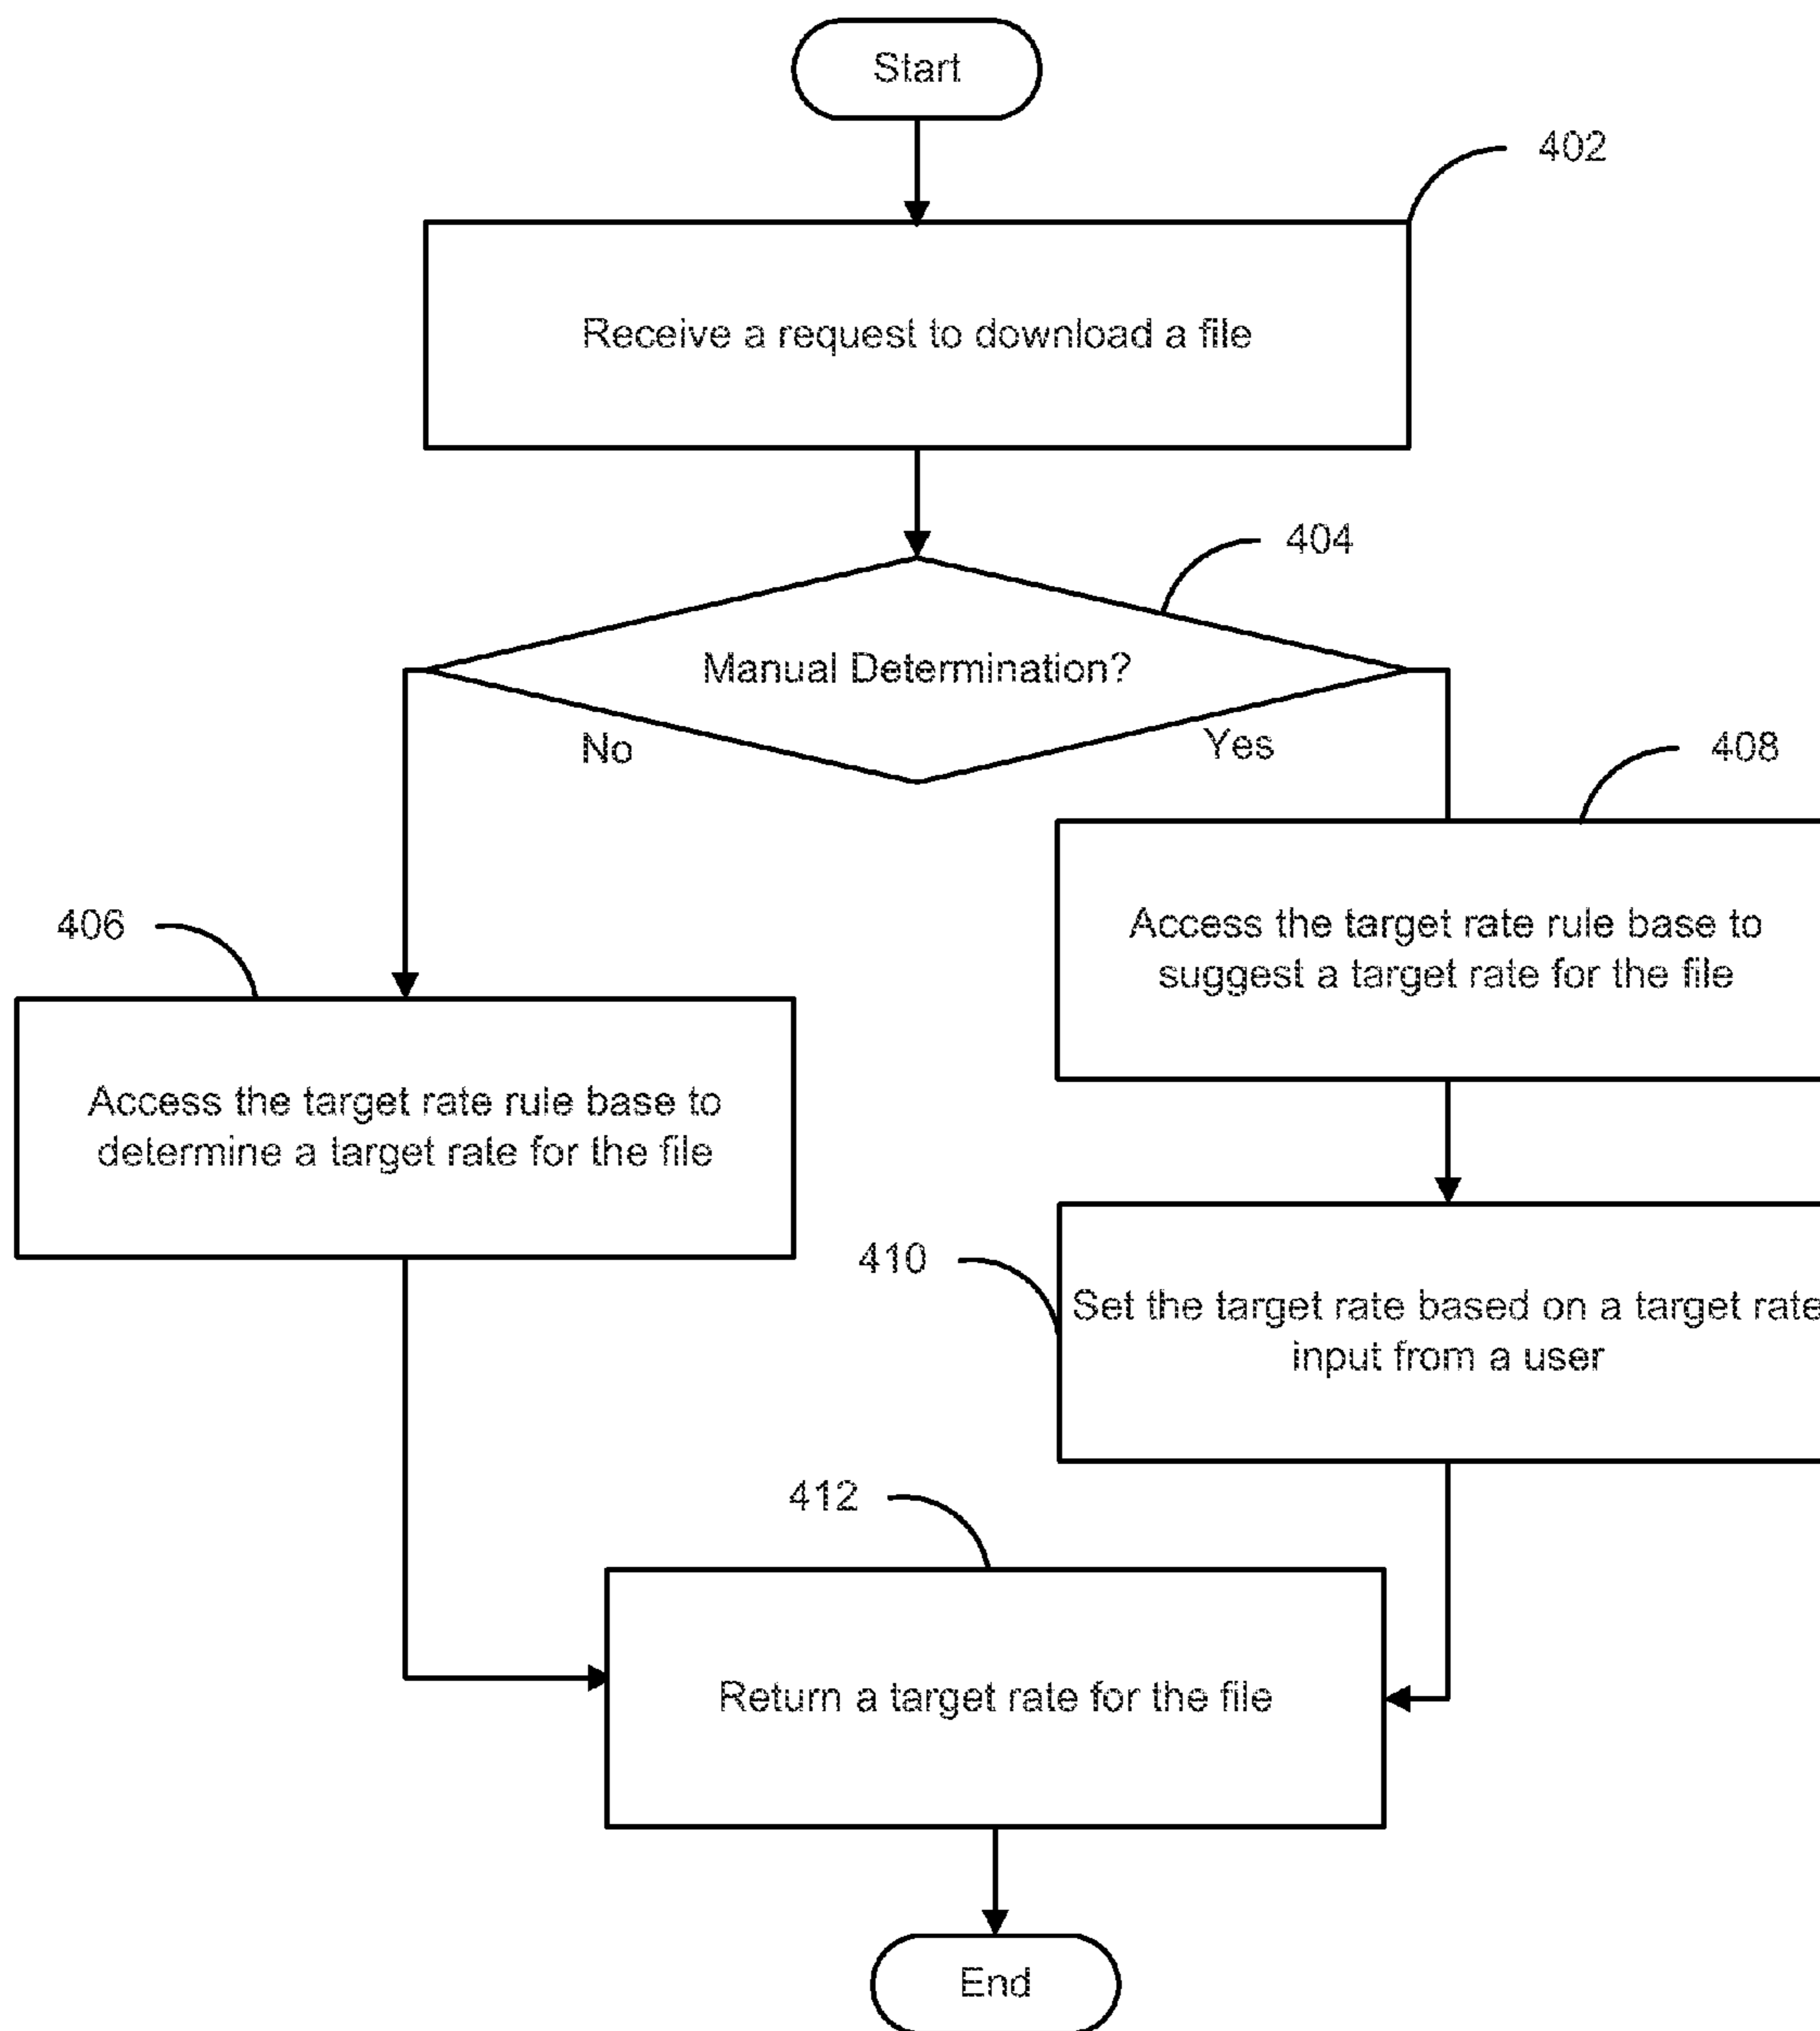 Start
402
Receive a request to download a file
404
Manual Determination?
No
Yes
408
Access the target rate rule base to
suggest a target rate for the file
406
Access the target rate rule base to
determine a target rate for the file
410
Set the target rate based on a target rate
input from a user
412
Return a target rate for the file
End